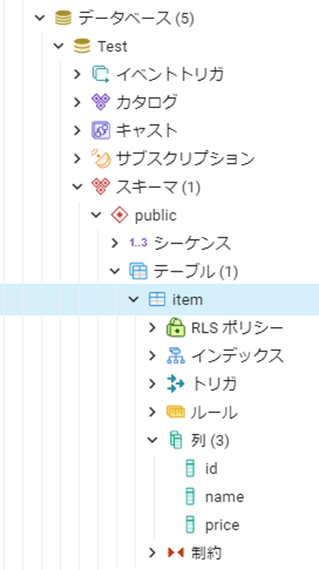 データベース (5)
Test
イベントトリガ
カタログ
キャスト
サブスクリプション
スキーマ (1)
public
1..3 シーケンス
テーブル (1)
item
RLS ポリシー
インデックス
トリガ
ルール
列 (3)
id
name
price
制約